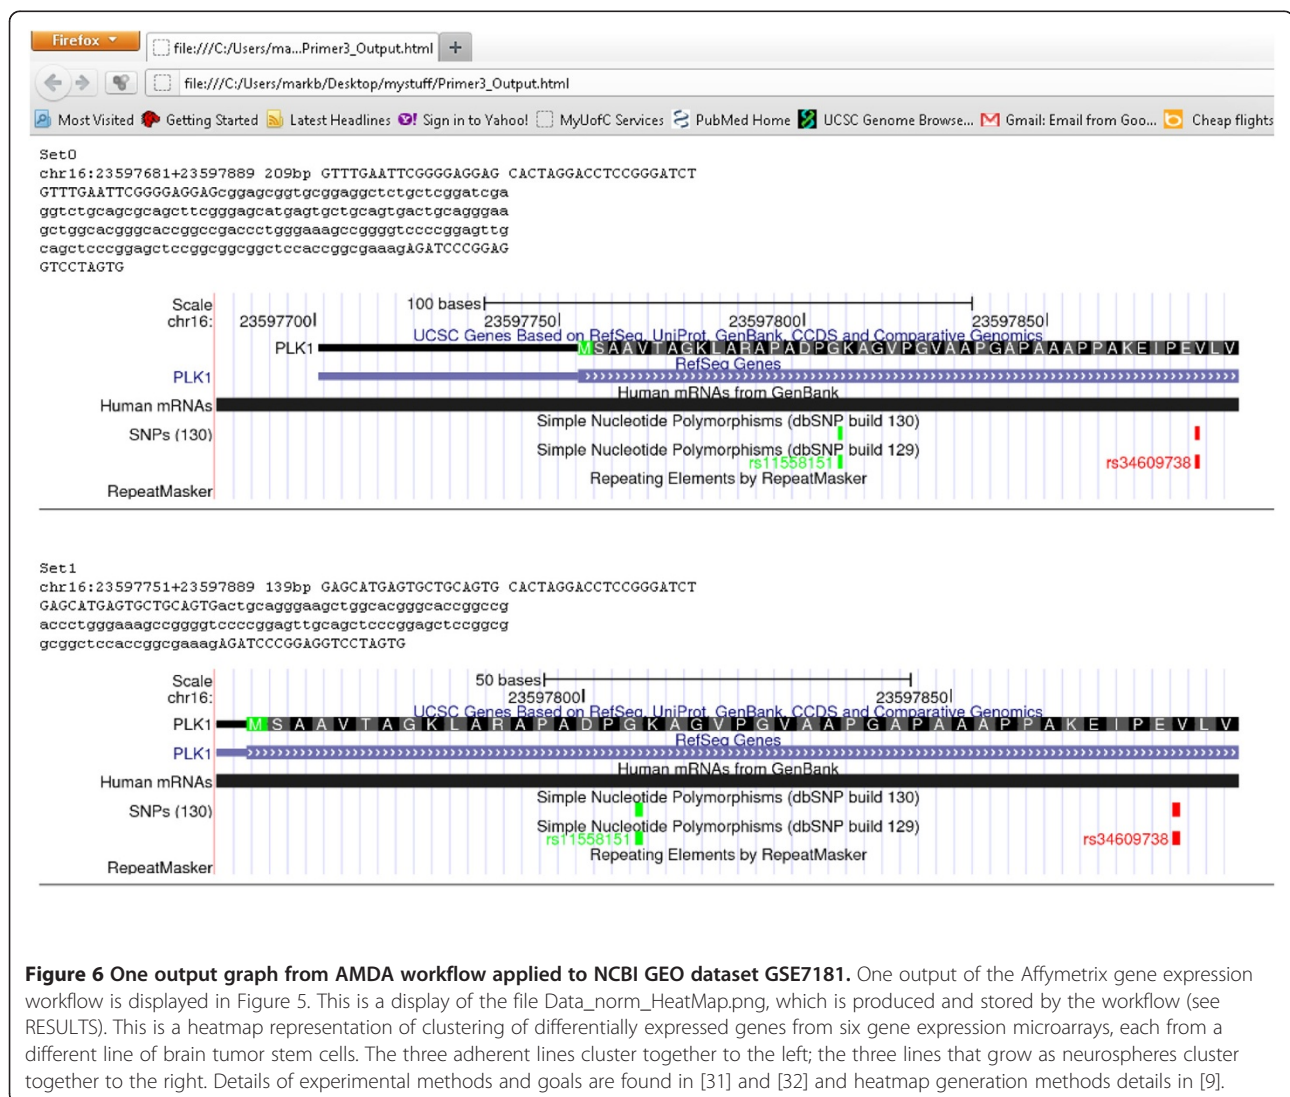 Firefox
file:///C:/Users/ma...Primer3_Output.html
file:///C:/Users/markb/Desktop/mystuff/Primer3_Output.html
Most Visited Getting Started Latest Headlines Sign in to Yahoo! MyUofC Services PubMed Home UCSC Genome Browse... Gmail: Email from Goo... Cheap flights
Set0
chr16:23597681+23597889 209bp GTTTGAATTCGGGGAGGAG CACTAGGACCTCCGGGATCT
GTTTGAATTCGGGGAGGAGcggagcggtgcggaggctctgctcggatcga
ggtctgcagcgcagcttcgggagcatgagtgctgcagtgactgcagggaa
gctggcacgggcaccggccgaccctgggaaagccggggtccccggagttg
cagctcccggagctccggcggcggctccaccggcgaaagAGATCCCGGAG
GTCCTAGTG
Scale 100 bases
chr16: 23597700 23597750 23597800 23597850
UCSC Genes Based on RefSeq, UniProt, GenBank, CCDS and Comparative Genomics
PLK1 MSAAVTAGKLARAPADPGKAGVPGVAAPGAPAAAPPAKEIPEVLV
RefSeq Genes
PLK1
Human mRNAs from GenBank
Human mRNAs
Simple Nucleotide Polymorphisms (dbSNP build 130)
SNPs (130)
Simple Nucleotide Polymorphisms (dbSNP build 129)
rs11558151 rs34609738
Repeating Elements by RepeatMasker
RepeatMasker
Set1
chr16:23597751+23597889 139bp GAGCATGAGTGCTGCAGTG CACTAGGACCTCCGGGATCT
GAGCATGAGTGCTGCAGTGactgcagggaagctggcacgggcaccggccg
accctgggaaagccggggtccccggagttgcagctcccggagctccggcg
gcggctccaccggcgaaagAGATCCCGGAGGTCCTAGTG
Scale 50 bases
chr16: 23597800 23597850
UCSC Genes Based on RefSeq, UniProt, GenBank, CCDS and Comparative Genomics
PLK1 M S A A V T A G K L A R A P A D P G K A G V P G V A A P G A P A A A P P A K E I P E V L V
RefSeq Genes
PLK1
Human mRNAs from GenBank
Human mRNAs
Simple Nucleotide Polymorphisms (dbSNP build 130)
SNPs (130)
Simple Nucleotide Polymorphisms (dbSNP build 129)
rs11558151 rs34609738
Repeating Elements by RepeatMasker
RepeatMasker
Figure 6 One output graph from AMDA workflow applied to NCBI GEO dataset GSE7181. One output of the Affymetrix gene expression
workflow is displayed in Figure 5. This is a display of the file Data_norm_HeatMap.png, which is produced and stored by the workflow (see
RESULTS). This is a heatmap representation of clustering of differentially expressed genes from six gene expression microarrays, each from a
different line of brain tumor stem cells. The three adherent lines cluster together to the left; the three lines that grow as neurospheres cluster
together to the right. Details of experimental methods and goals are found in [31] and [32] and heatmap generation methods details in [9].